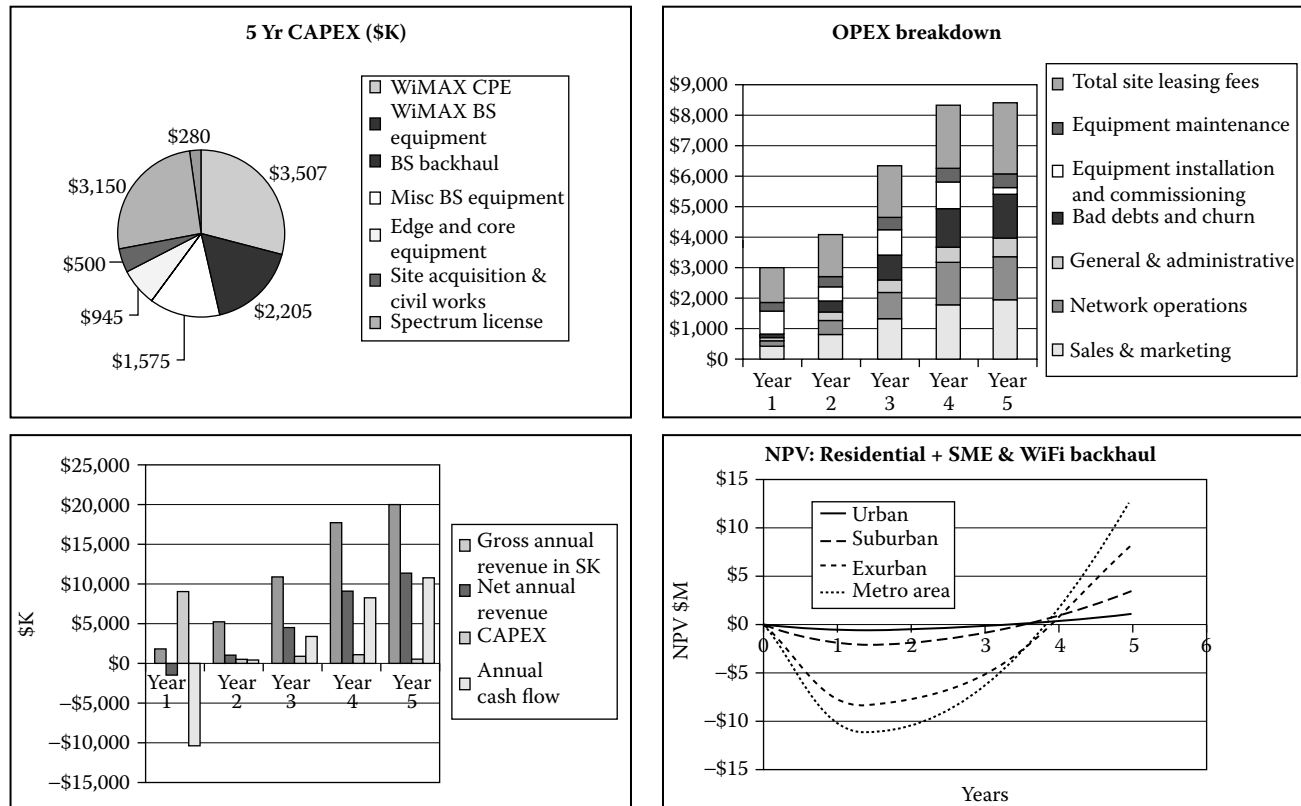 5 Yr CAPEX ($K)
$280
$3,507
$3,150
$500
$945
$1,575
$2,205
WiMAX CPE
WiMAX BS
equipment
BS backhaul
Misc BS equipment
Edge and core
equipment
Site acquisition &
civil works
Spectrum license
OPEX breakdown
$9,000
$8,000
$7,000
$6,000
$5,000
$4,000
$3,000
$2,000
$1,000
$0
Year Year Year Year Year
1 2 3 4 5
Total site leasing fees
Equipment maintenance
Equipment installation
and commissioning
Bad debts and churn
General & administrative
Network operations
Sales & marketing
$25,000
$20,000
$15,000
$10,000
$5,000
$0
–$5,000
–$10,000
–$15,000
$K
Year Year Year Year Year
1 2 3 4 5
Gross annual
revenue in SK
Net annual
revenue
CAPEX
Annual
cash flow
NPV: Residential + SME & WiFi backhaul
$15
$10
$5
$0
–$5
–$10
–$15
NPV $M
Urban
Suburban
Exurban
Metro area
0 1 2 3 4 5 6
Years